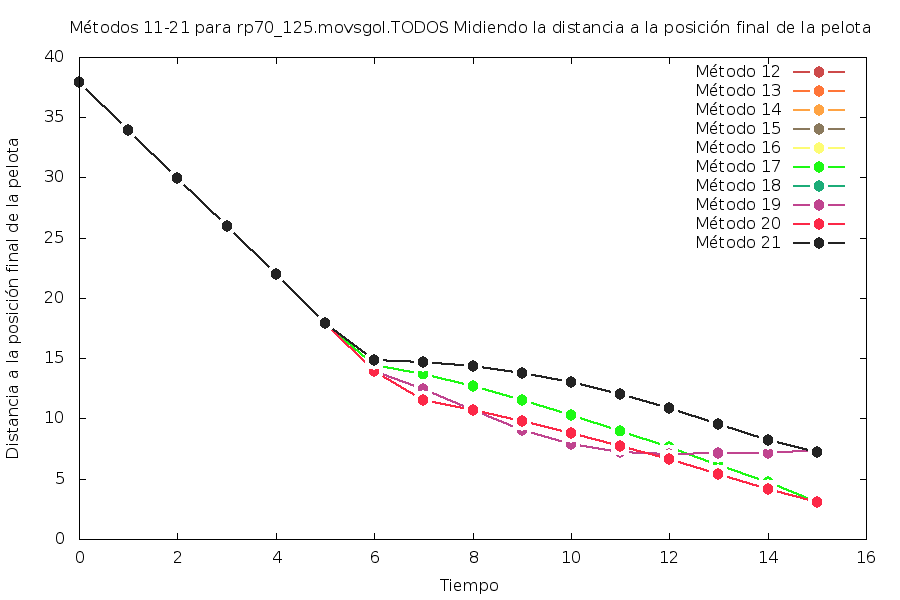 Métodos 11-21 para rp70_125.movsgol.TODOS Midiendo la distancia a la posición final de la pelota
Distancia a la posición final de la pelota
40
35
30
25
20
15
10
5
0
Método 12
Método 13
Método 14
Método 15
Método 16
Método 17
Método 18
Método 19
Método 20
Método 21
0 2 4 6 8 10 12 14 16
Tiempo